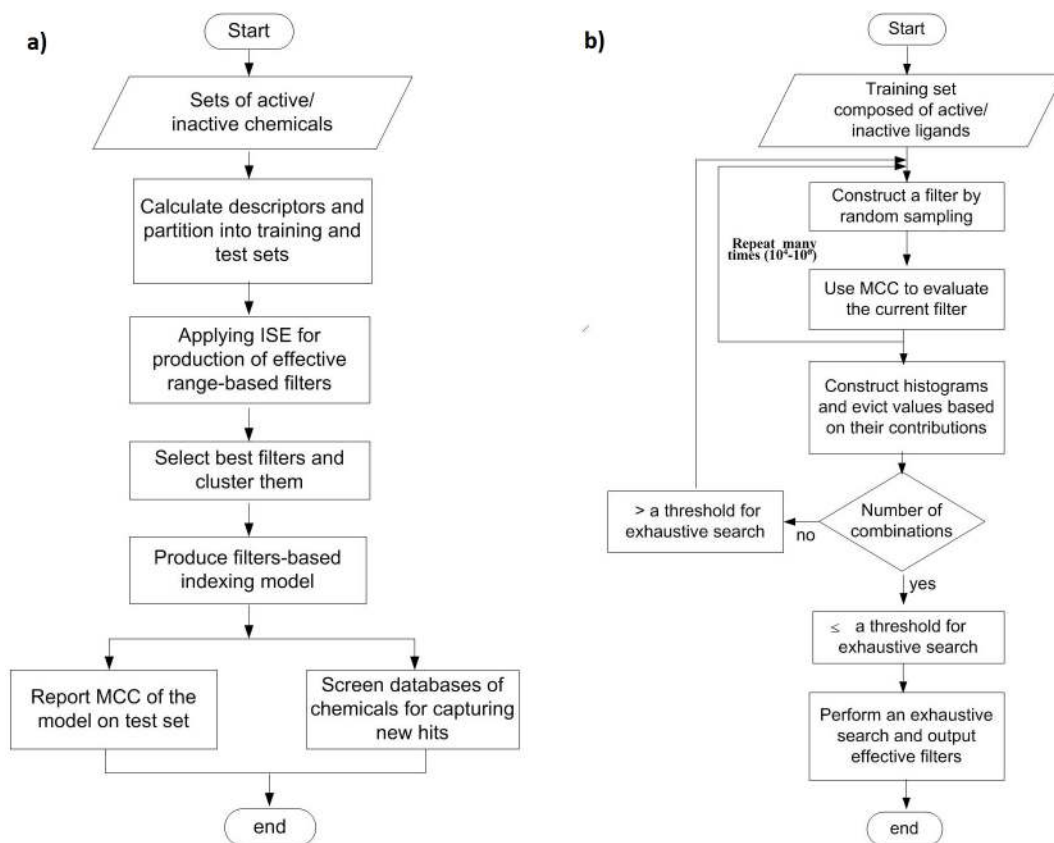 a)
Start
Sets of active/
inactive chemicals
Calculate descriptors and
partition into training and
test sets
Applying ISE for
production of effective
range-based filters
Select best filters and
cluster them
Produce filters-based
indexing model
Report MCC of the
model on test set
Screen databases of
chemicals for capturing
new hits
end
b)
Start
Training set
composed of active/
inactive ligands
Construct a filter by
random sampling
Repeat many
times
Use MCC to evaluate
the current filter
Construct histograms
and evict values based
on their contributions
Number of
combinations
no
> a threshold for
exhaustive search
yes
≤ a threshold for
exhaustive search
Perform an exhaustive
search and output
effective filters
end